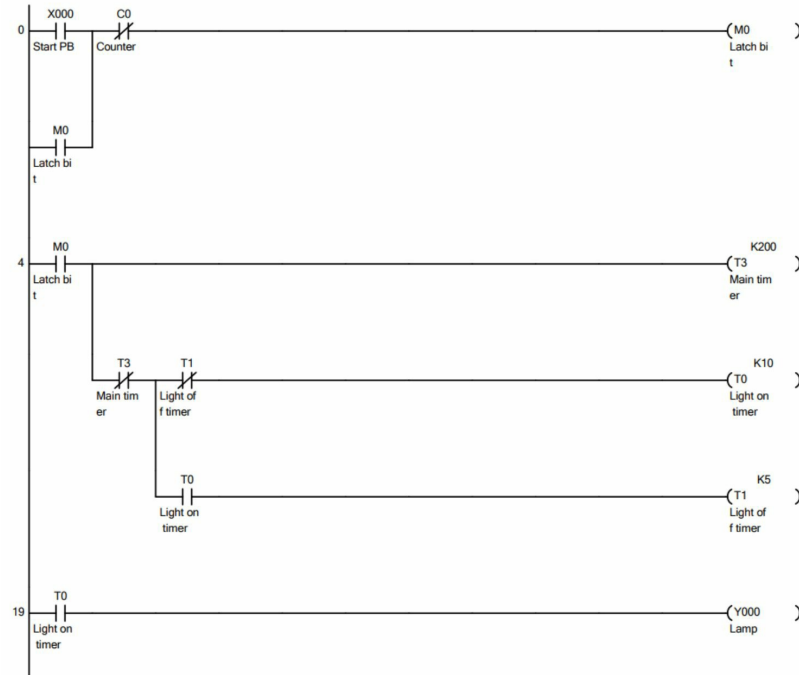 X000 C0
0 M0
Start PB Counter Latch bi
t
M0
Latch bi
t
M0 K200
4 T3
Latch bi Main tim
t er
T3 T1 K10
T0
Main tim Light of Light on
er f timer timer
T0 K5
T1
Light on Light of
timer f timer
T0
19 Y000
Light on Lamp
timer